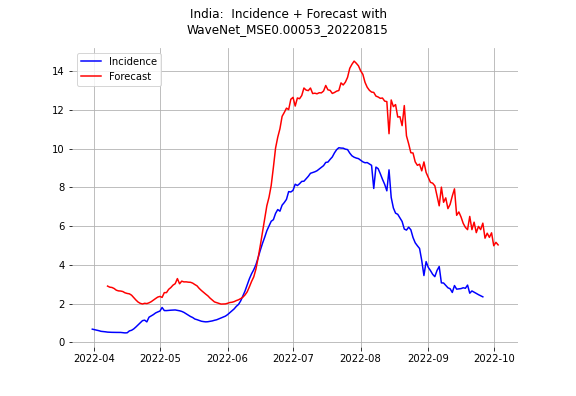 India:  Incidence + Forecast with
WaveNet_MSE0.00053_20220815
Incidence
Forecast
14
12
10
8
6
4
2
0
2022-04 2022-05 2022-06 2022-07 2022-08 2022-09 2022-10